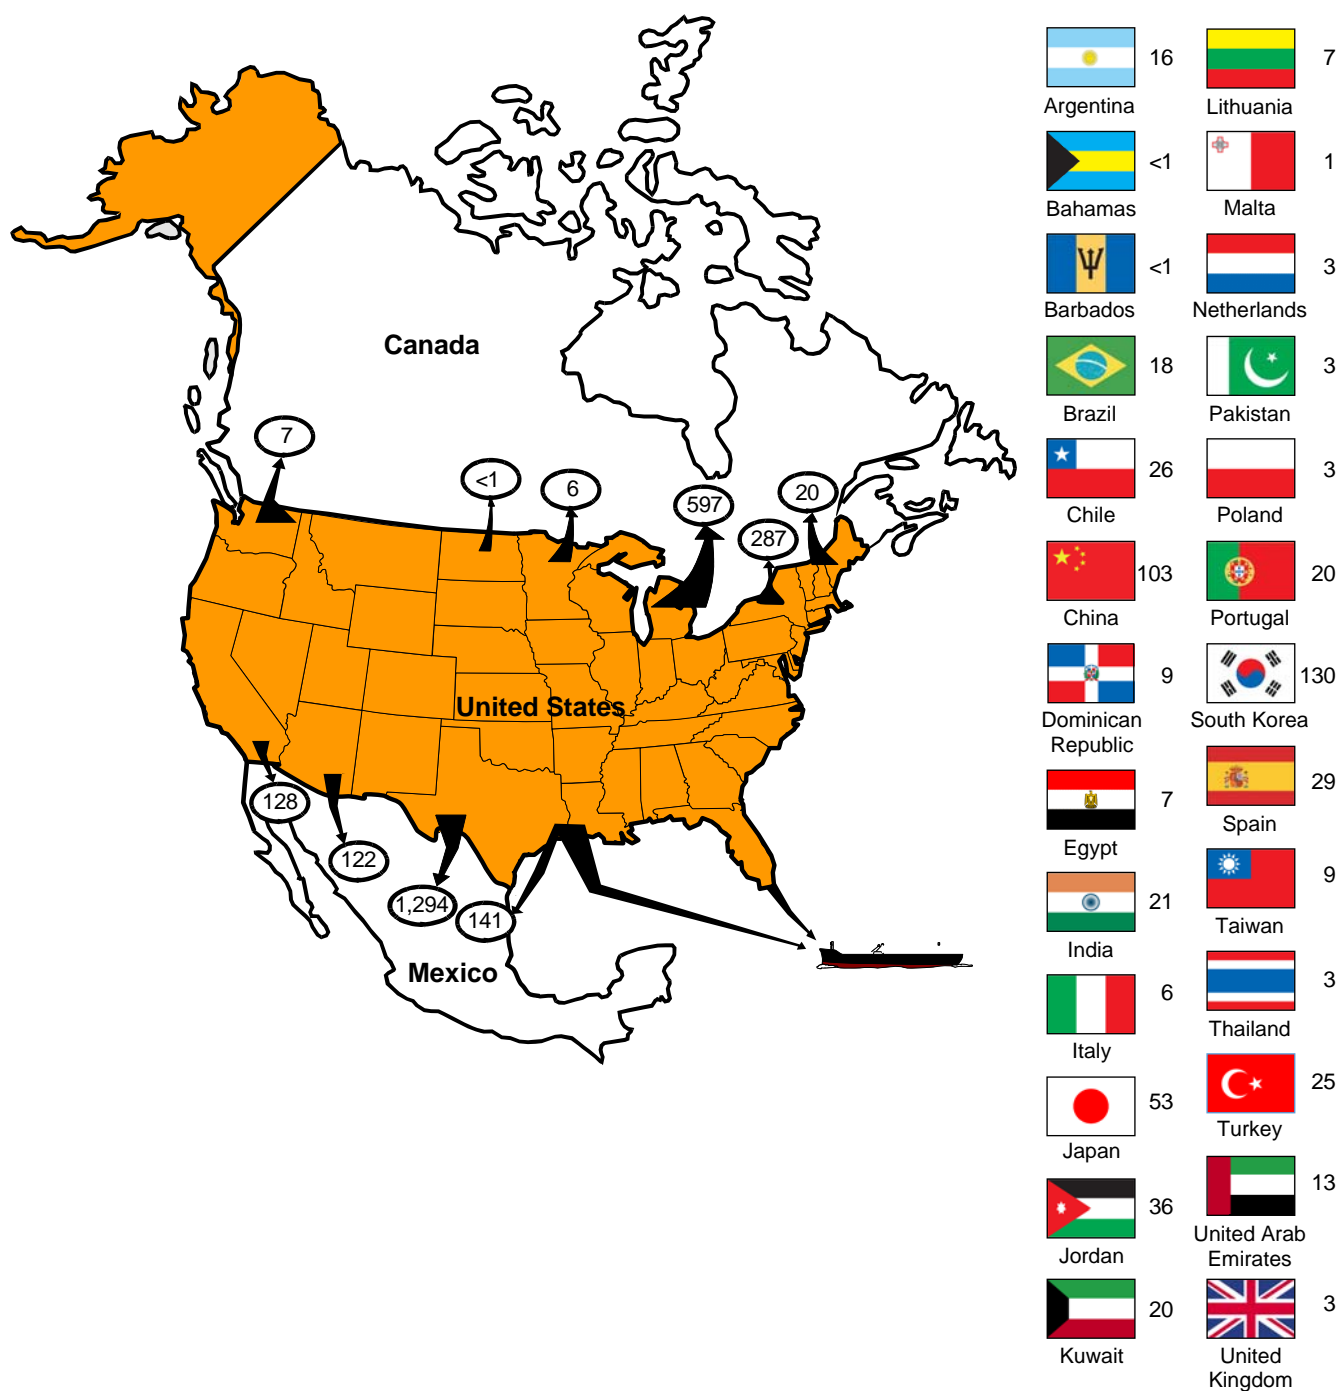 Canada
7
<1
6
597
287
20
United States
128
122
1,294
141
Mexico
16
Argentina
<1
Bahamas
<1
Barbados
18
Brazil
26
Chile
103
China
9
Dominican
Republic
7
Egypt
21
India
6
Italy
53
Japan
36
Jordan
20
Kuwait
7
Lithuania
1
Malta
3
Netherlands
3
Pakistan
3
Poland
20
Portugal
130
South Korea
29
Spain
9
Taiwan
3
Thailand
25
Turkey
13
United Arab
Emirates
3
United
Kingdom